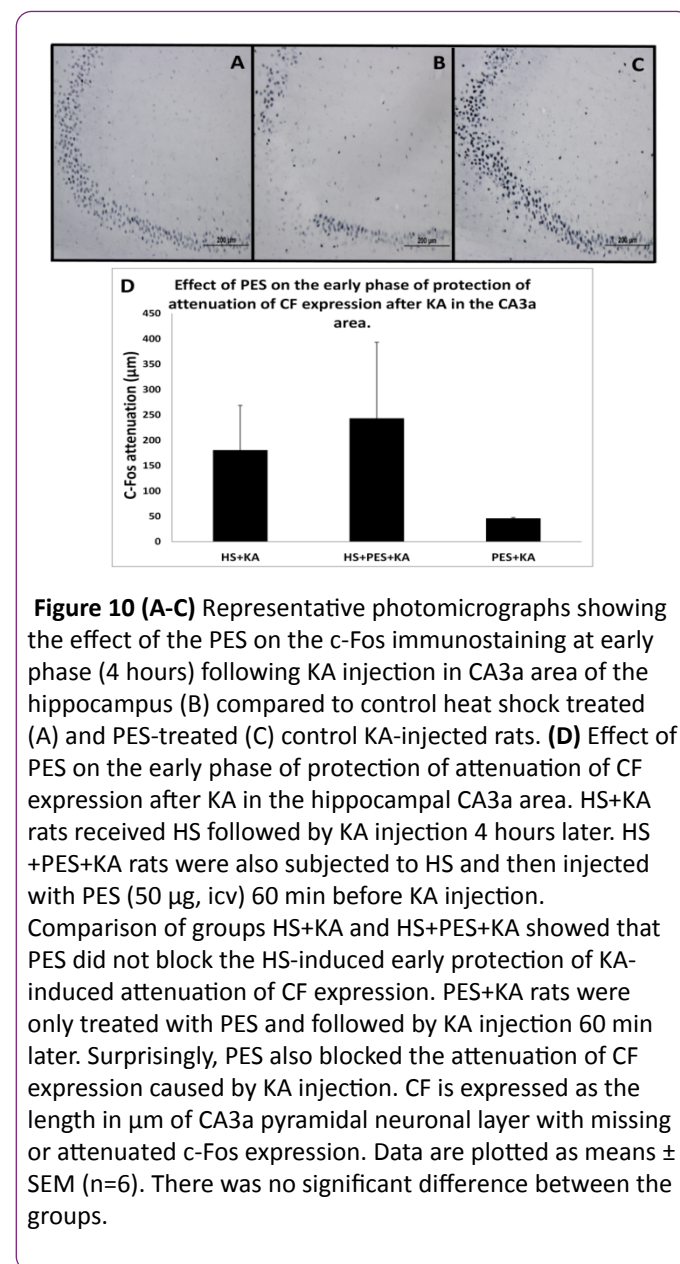 A
B
C
200 µm
200 µm
200 µm
D
Effect of PES on the early phase of protection of
attenuation of CF expression after KA in the CA3a
area.
C-Fos attenuation (µm)
450
400
350
300
250
200
150
100
50
0
HS+KA
HS+PES+KA
PES+KA
Figure 10 (A-C) Representative photomicrographs showing
the effect of the PES on the c-Fos immunostaining at early
phase (4 hours) following KA injection in CA3a area of the
hippocampus (B) compared to control heat shock treated
(A) and PES-treated (C) control KA-injected rats. (D) Effect of
PES on the early phase of protection of attenuation of CF
expression after KA in the hippocampal CA3a area. HS+KA
rats received HS followed by KA injection 4 hours later. HS
+PES+KA rats were also subjected to HS and then injected
with PES (50 µg, icv) 60 min before KA injection.
Comparison of groups HS+KA and HS+PES+KA showed that
PES did not block the HS-induced early protection of KA-
induced attenuation of CF expression. PES+KA rats were
only treated with PES and followed by KA injection 60 min
later. Surprisingly, PES also blocked the attenuation of CF
expression caused by KA injection. CF is expressed as the
length in µm of CA3a pyramidal neuronal layer with missing
or attenuated c-Fos expression. Data are plotted as means ±
SEM (n=6). There was no significant difference between the
groups.